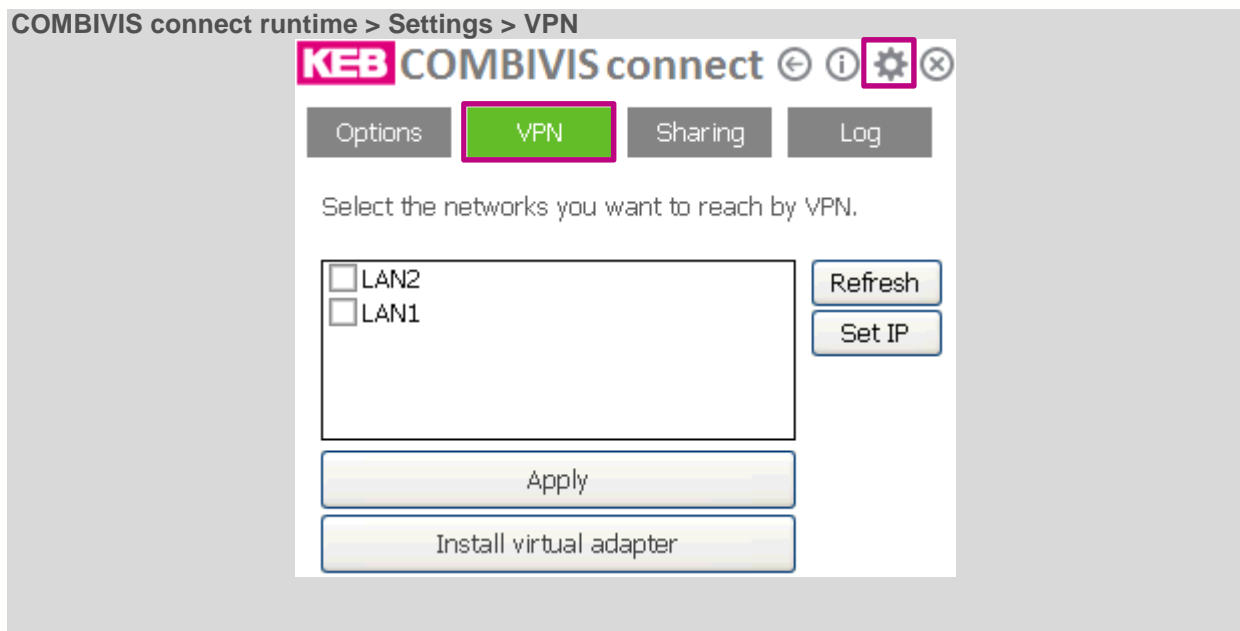 COMBIVIS connect runtime > Settings > VPN
KEB COMBIVIS connect
Options VPN Sharing Log
Select the networks you want to reach by VPN.
LAN2 Refresh
LAN1 Set IP
Apply
Install virtual adapter